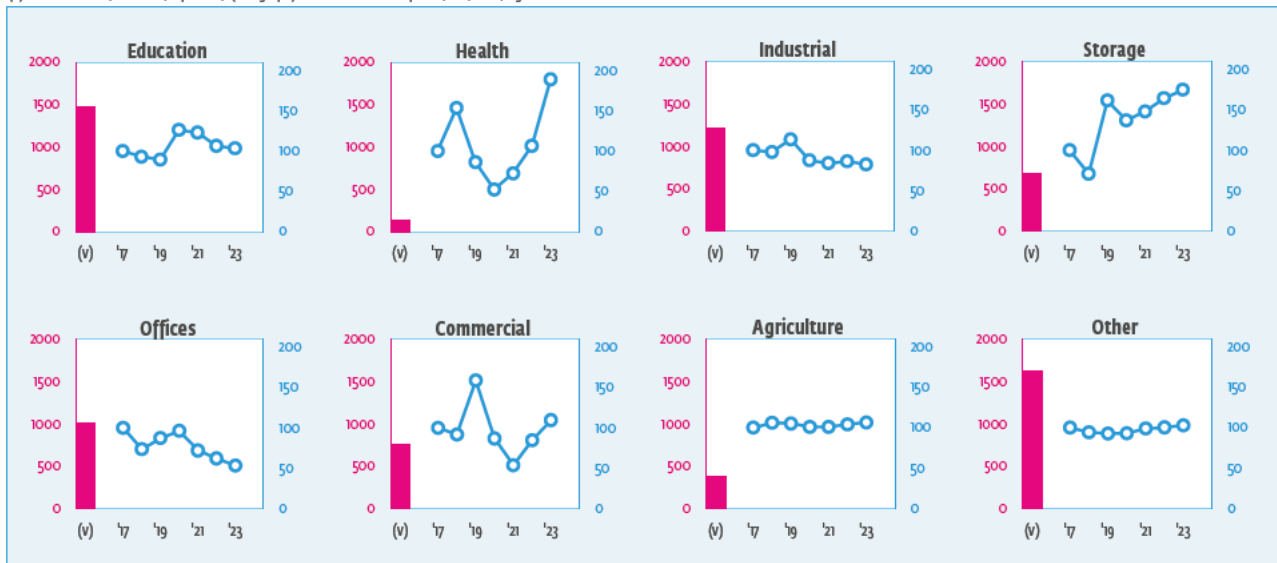 Education Health Industrial Storage
2000 200 2000 200 2000 200 2000 200
1500 150 1500 150 1500 150 1500 150
1000 100 1000 100 1000 100 1000 100
500 50 500 50 500 50 500 50
0 0 0 0 0 0 0 0
(v) '17 '19 '21 '23 (v) '17 '19 '21 '23 (v) '17 '19 '21 '23 (v) '17 '19 '21 '23
Offices Commercial Agriculture Other
2000 200 2000 200 2000 200 2000 200
1500 150 1500 150 1500 150 1500 150
1000 100 1000 100 1000 100 1000 100
500 50 500 50 500 50 500 50
0 0 0 0 0 0 0 0
(v) '17 '19 '21 '23 (v) '17 '19 '21 '23 (v) '17 '19 '21 '23 (v) '17 '19 '21 '23